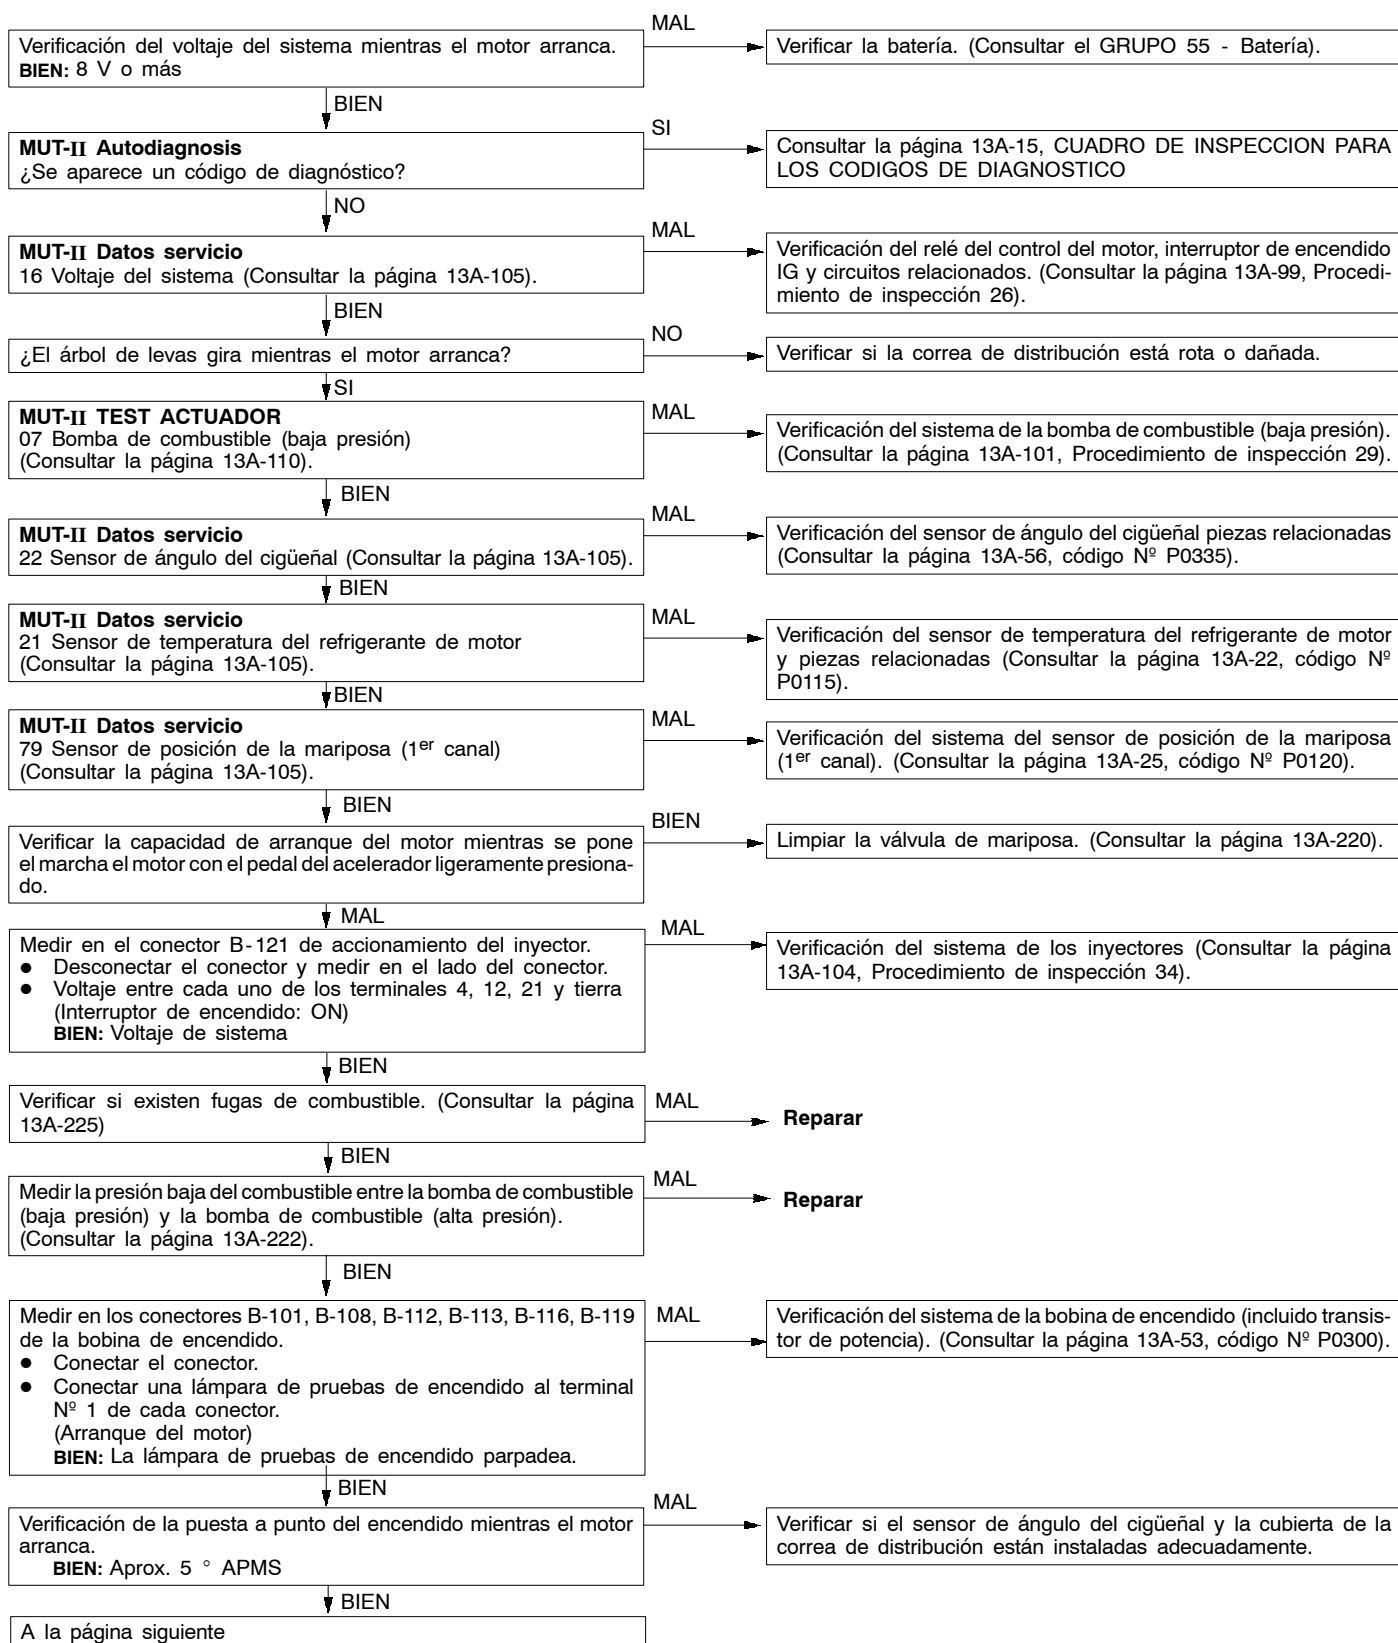 MAL
Verificación del voltaje del sistema mientras el motor arranca.
BIEN: 8 V o más
Verificar la batería. (Consultar el GRUPO 55 - Batería).
BIEN
SI
MUT-II Autodiagnosis
¿Se aparece un código de diagnóstico?
Consultar la página 13A-15, CUADRO DE INSPECCION PARA
LOS CODIGOS DE DIAGNOSTICO
NO
MAL
MUT-II Datos servicio
16 Voltaje del sistema (Consultar la página 13A-105).
Verificación del relé del control del motor, interruptor de encendido
IG y circuitos relacionados. (Consultar la página 13A-99, Procedi-
miento de inspección 26).
BIEN
NO
¿El árbol de levas gira mientras el motor arranca?
Verificar si la correa de distribución está rota o dañada.
SI
MAL
MUT-II TEST ACTUADOR
07 Bomba de combustible (baja presión)
(Consultar la página 13A-110).
Verificación del sistema de la bomba de combustible (baja presión).
(Consultar la página 13A-101, Procedimiento de inspección 29).
BIEN
MAL
MUT-II Datos servicio
22 Sensor de ángulo del cigüeñal (Consultar la página 13A-105).
Verificación del sensor de ángulo del cigüeñal piezas relacionadas
(Consultar la página 13A-56, código Nº P0335).
BIEN
MAL
MUT-II Datos servicio
21 Sensor de temperatura del refrigerante de motor
(Consultar la página 13A-105).
Verificación del sensor de temperatura del refrigerante de motor
y piezas relacionadas (Consultar la página 13A-22, código Nº
P0115).
BIEN
MAL
MUT-II Datos servicio
79 Sensor de posición de la mariposa (1er canal)
(Consultar la página 13A-105).
Verificación del sistema del sensor de posición de la mariposa
(1er canal). (Consultar la página 13A-25, código Nº P0120).
BIEN
BIEN
Verificar la capacidad de arranque del motor mientras se pone
el marcha el motor con el pedal del acelerador ligeramente presiona-
do.
Limpiar la válvula de mariposa. (Consultar la página 13A-220).
MAL
MAL
Medir en el conector B-121 de accionamiento del inyector.
● Desconectar el conector y medir en el lado del conector.
● Voltaje entre cada uno de los terminales 4, 12, 21 y tierra
(Interruptor de encendido: ON)
BIEN: Voltaje de sistema
Verificación del sistema de los inyectores (Consultar la página
13A-104, Procedimiento de inspección 34).
BIEN
MAL
Verificar si existen fugas de combustible. (Consultar la página
13A-225)
Reparar
BIEN
MAL
Medir la presión baja del combustible entre la bomba de combustible
(baja presión) y la bomba de combustible (alta presión).
(Consultar la página 13A-222).
Reparar
BIEN
MAL
Medir en los conectores B-101, B-108, B-112, B-113, B-116, B-119
de la bobina de encendido.
● Conectar el conector.
● Conectar una lámpara de pruebas de encendido al terminal
Nº 1 de cada conector.
(Arranque del motor)
BIEN: La lámpara de pruebas de encendido parpadea.
Verificación del sistema de la bobina de encendido (incluido transis-
tor de potencia). (Consultar la página 13A-53, código Nº P0300).
BIEN
MAL
Verificación de la puesta a punto del encendido mientras el motor
arranca.
BIEN: Aprox. 5 ° APMS
Verificar si el sensor de ángulo del cigüeñal y la cubierta de la
correa de distribución están instaladas adecuadamente.
BIEN
A la página siguiente